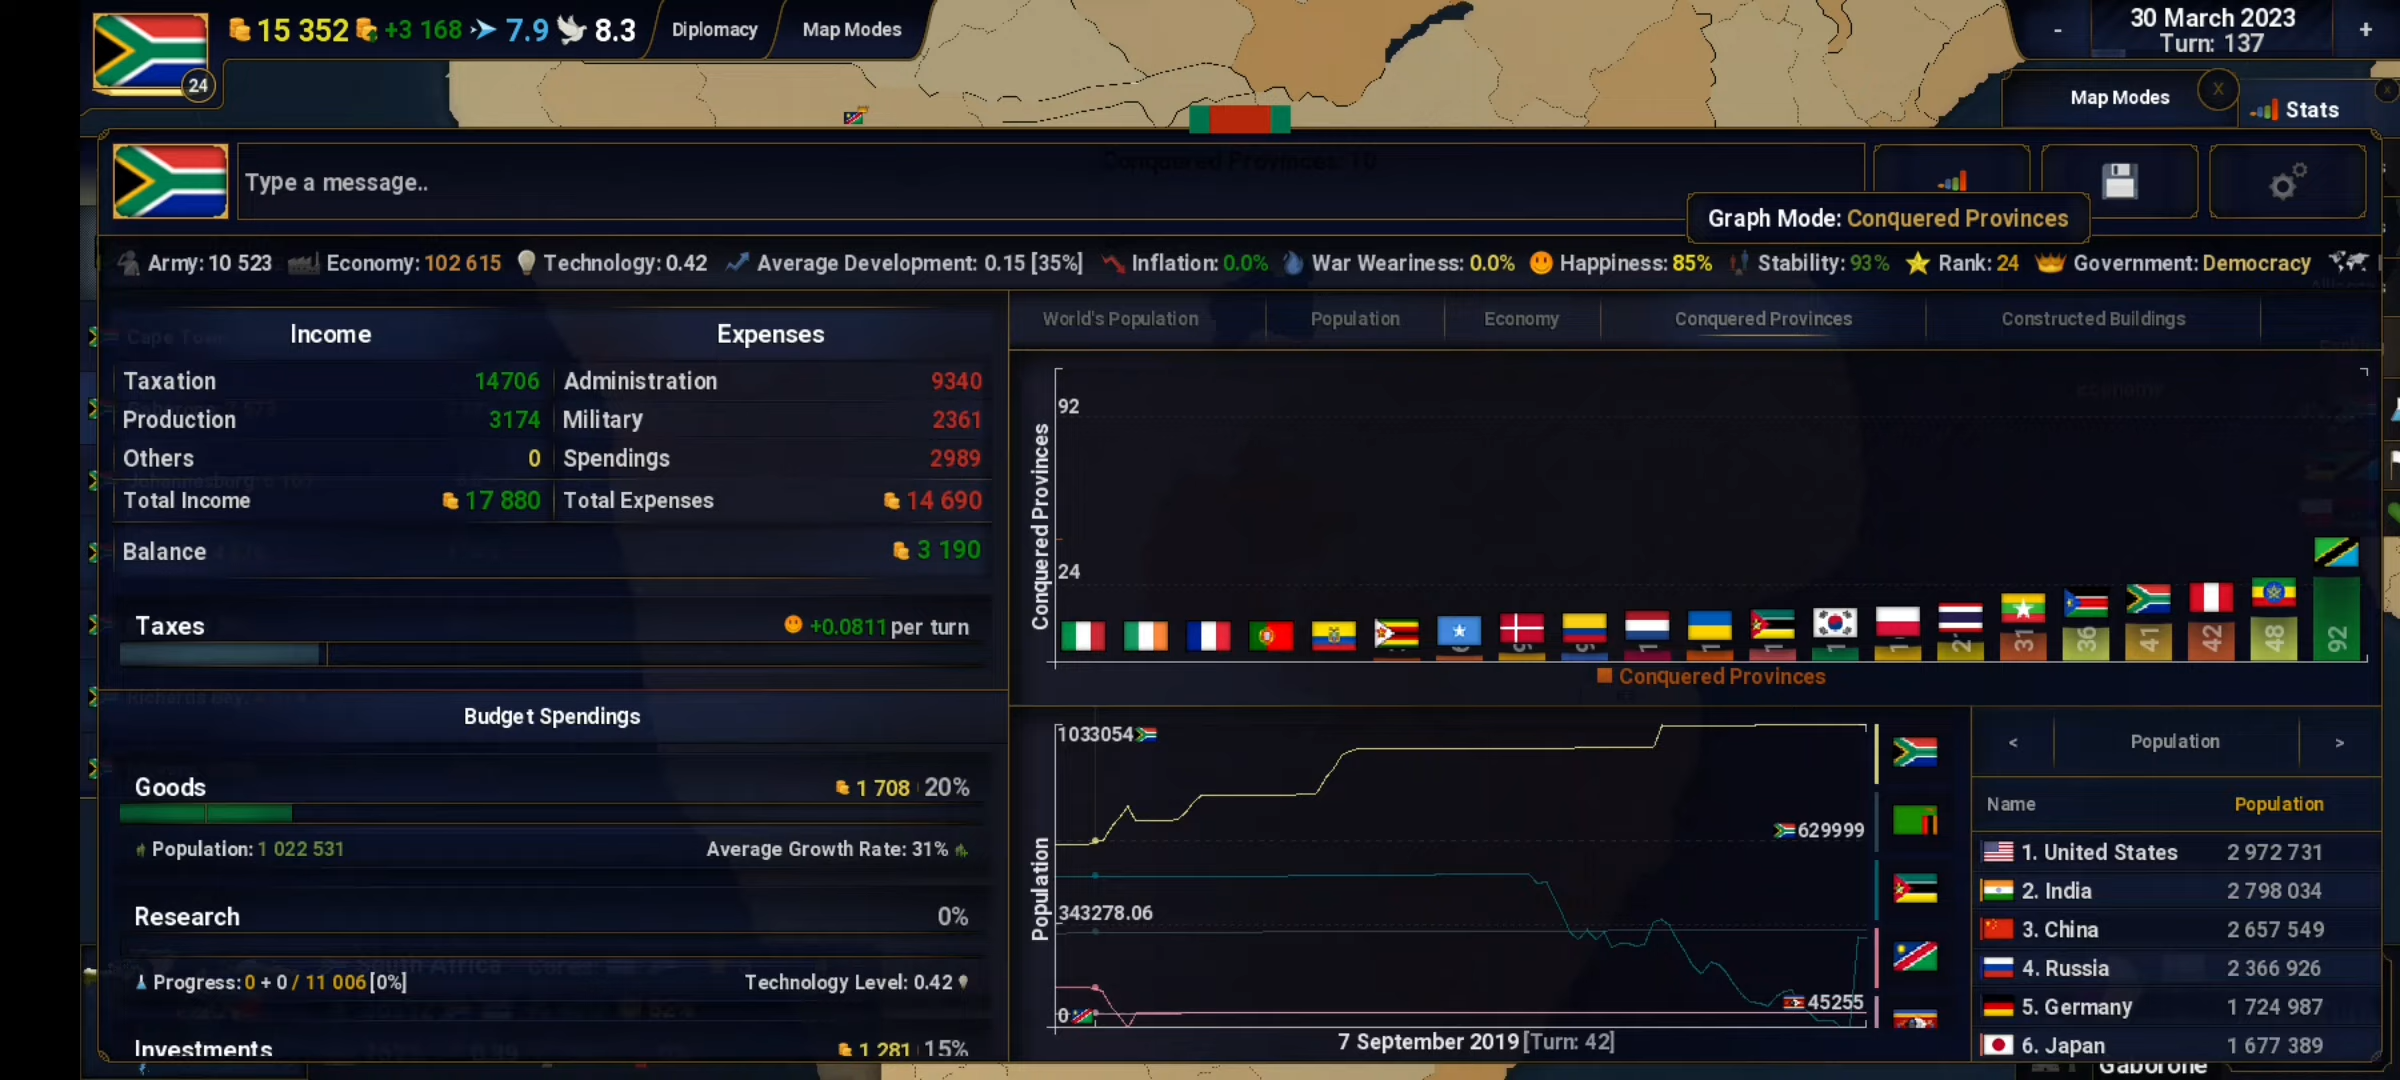 15 352 +3 168 7.9 8.3 Diplomacy Map Modes - 30 March 2023 +
Turn: 137
24
Map Modes X Stats
Type a message..
Graph Mode: Conquered Provinces
Army: 10 523 Economy: 102 615 Technology: 0.42 Average Development: 0.15 [35%] Inflation: 0.0% War Weariness: 0.0% Happiness: 85% Stability: 93% Rank: 24 Government: Democracy
Income Expenses
Taxation 14706 Administration 9340
Production 3174 Military 2361
Others 0 Spendings 2989
Total Income 17 880 Total Expenses 14 690
Balance 3 190
Taxes +0.0811 per turn
Budget Spendings
Goods 1 708 20%
Population: 1 022 531 Average Growth Rate: 31%
Research 0%
Progress: 0 + 0 / 11 006 [0%] Technology Level: 0.42
Investments 1 281 15%
World's Population Population Economy Conquered Provinces Constructed Buildings
Conquered Provinces
92
24
31 36 41 42 48 92
Conquered Provinces
Population
1033054
629999
343278.06
45255
0
7 September 2019 [Turn: 42]
< Population >
Name Population
1. United States 2 972 731
2. India 2 798 034
3. China 2 657 549
4. Russia 2 366 926
5. Germany 1 724 987
6. Japan 1 677 389
Gaborone